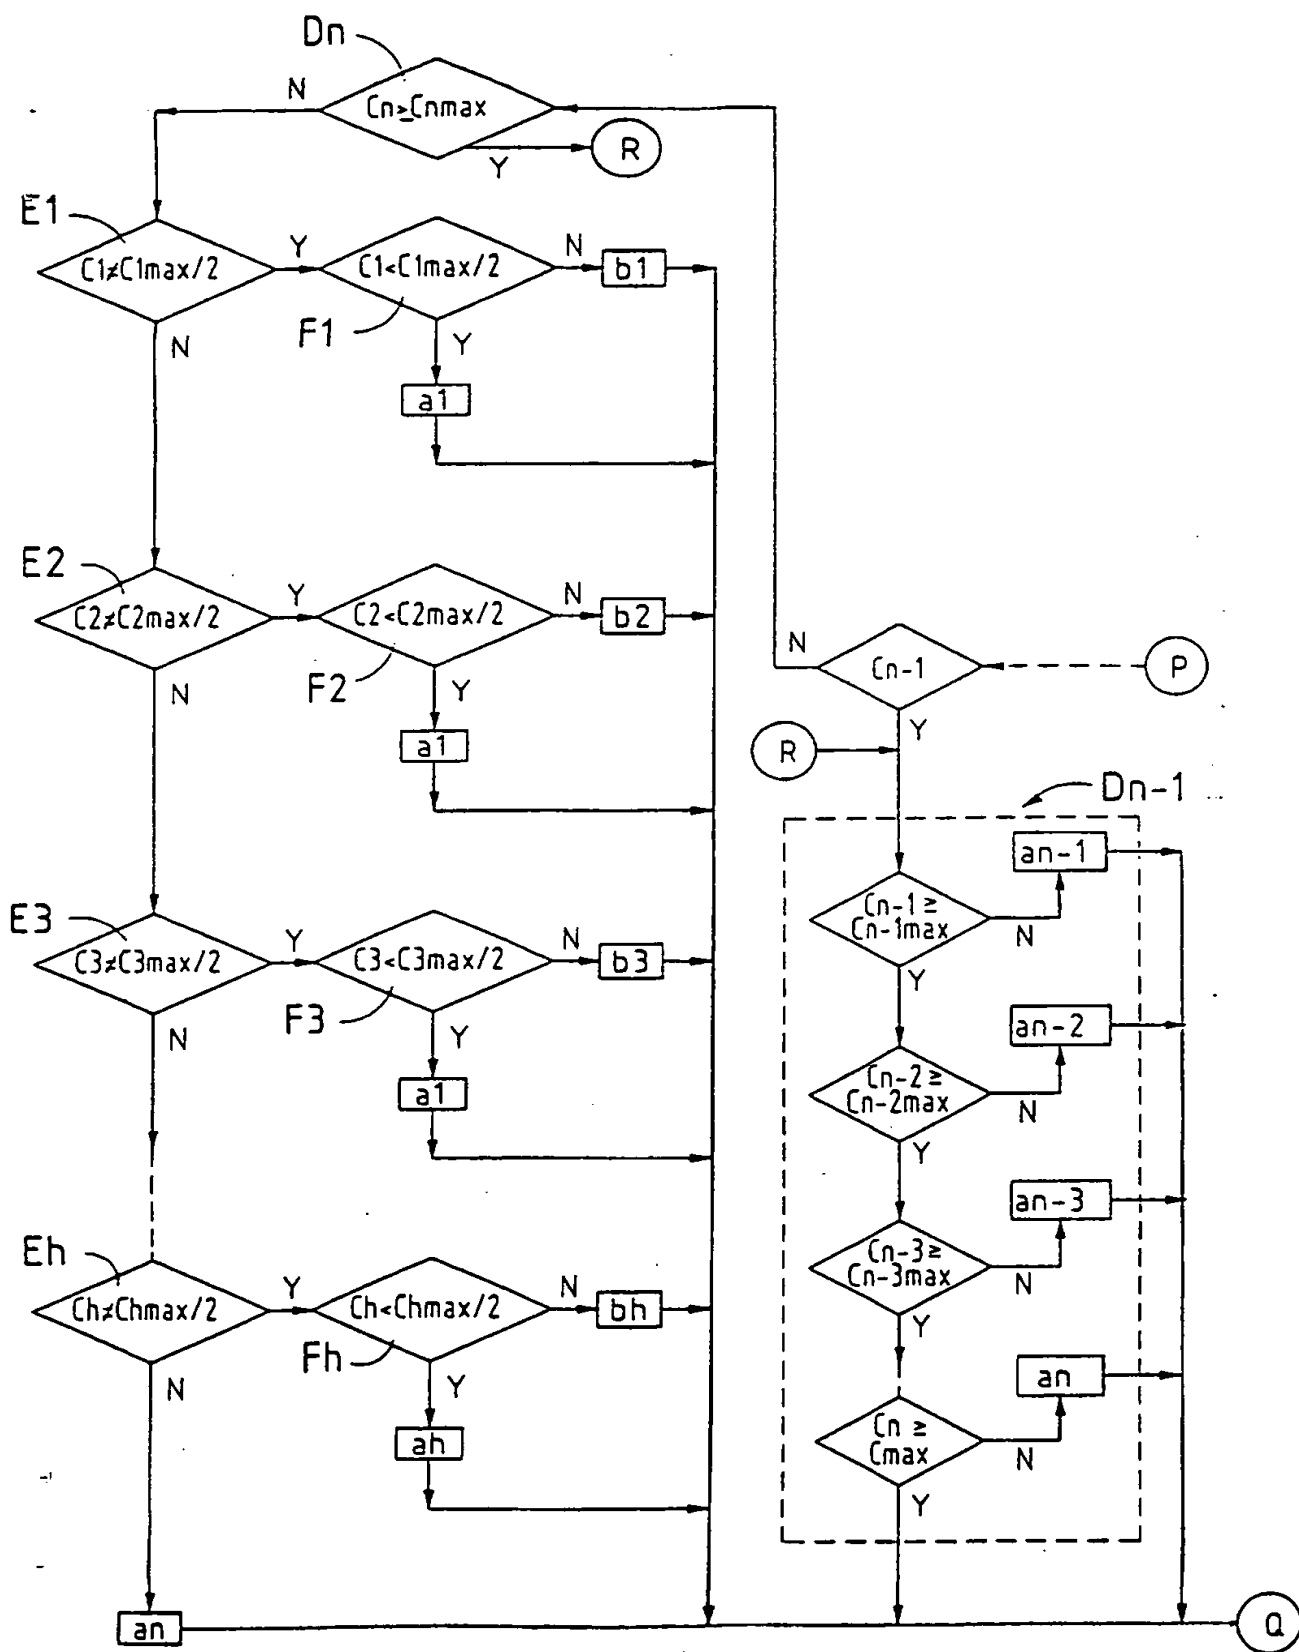 Dn
N
Cn≥Cnmax
R
Y
E1
C1≠C1max/2
Y
C1<C1max/2
N
b1
F1
N
Y
a1
E2
C2≠C2max/2
Y
C2<C2max/2
N
b2
F2
N
Y
a1
N
Cn-1
P
Y
R
Dn-1
E3
C3≠C3max/2
Y
C3<C3max/2
N
b3
F3
N
Y
a1
an-1
Cn-1 ≥
Cn-1max
N
Y
an-2
Cn-2 ≥
Cn-2max
N
Y
an-3
Cn-3 ≥
Cn-3max
N
Y
an
Cn ≥
Cmax
N
Y
Eh
Ch≠Chmax/2
Y
Ch<Chmax/2
N
bh
Fh
N
Y
ah
an
Q